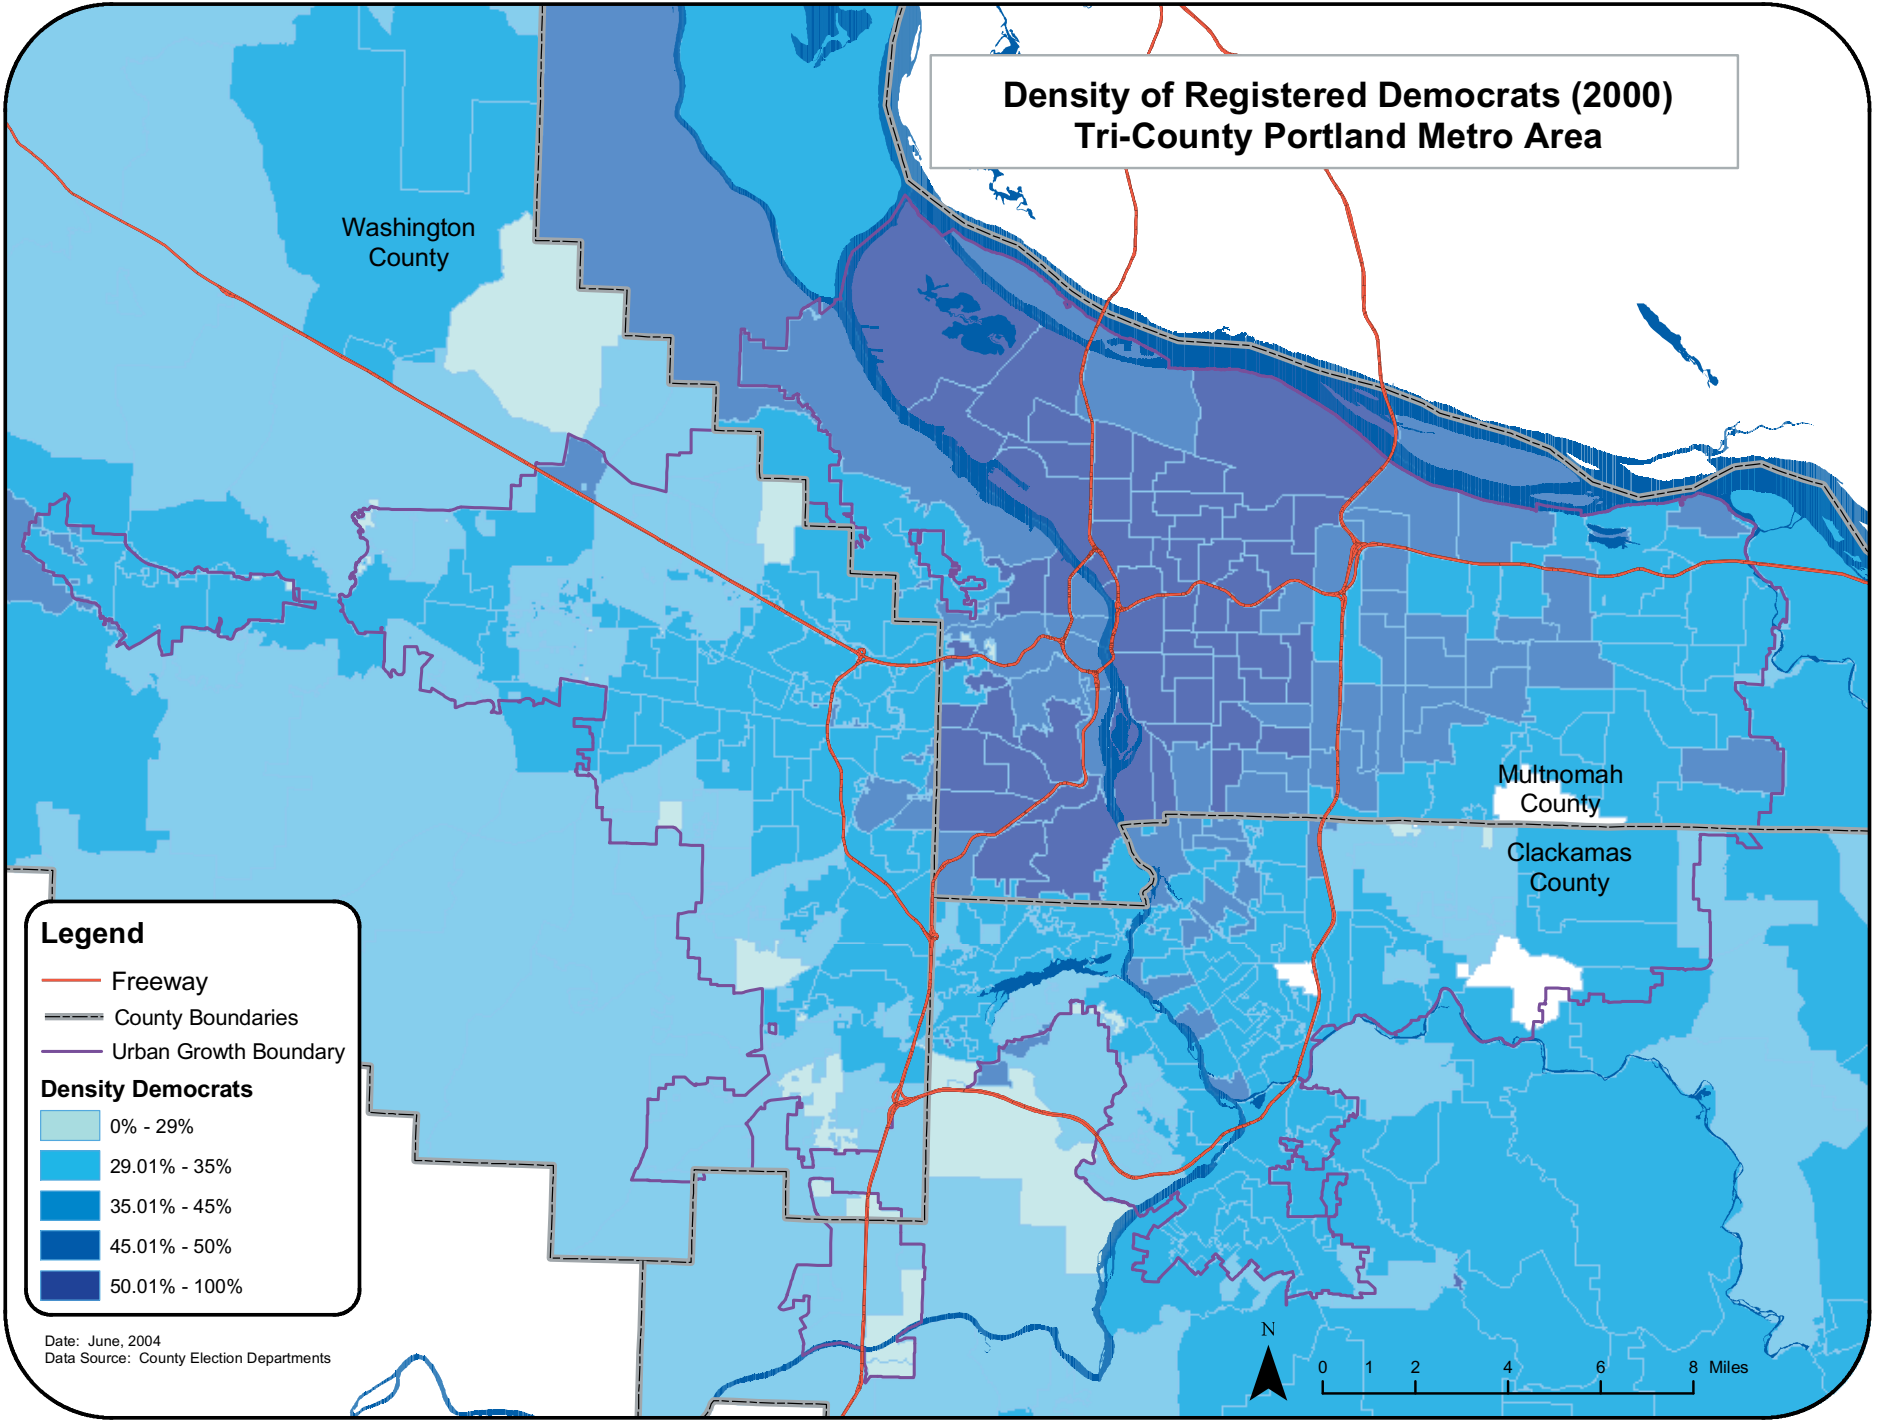 Density of Registered Democrats (2000)
Tri-County Portland Metro Area
Washington
County
Multnomah
County
Clackamas
County
Legend
Freeway
County Boundaries
Urban Growth Boundary
Density Democrats
0% - 29%
29.01% - 35%
35.01% - 45%
45.01% - 50%
50.01% - 100%
Date: June, 2004
Data Source: County Election Departments
N
0 1 2 4 6 8 Miles